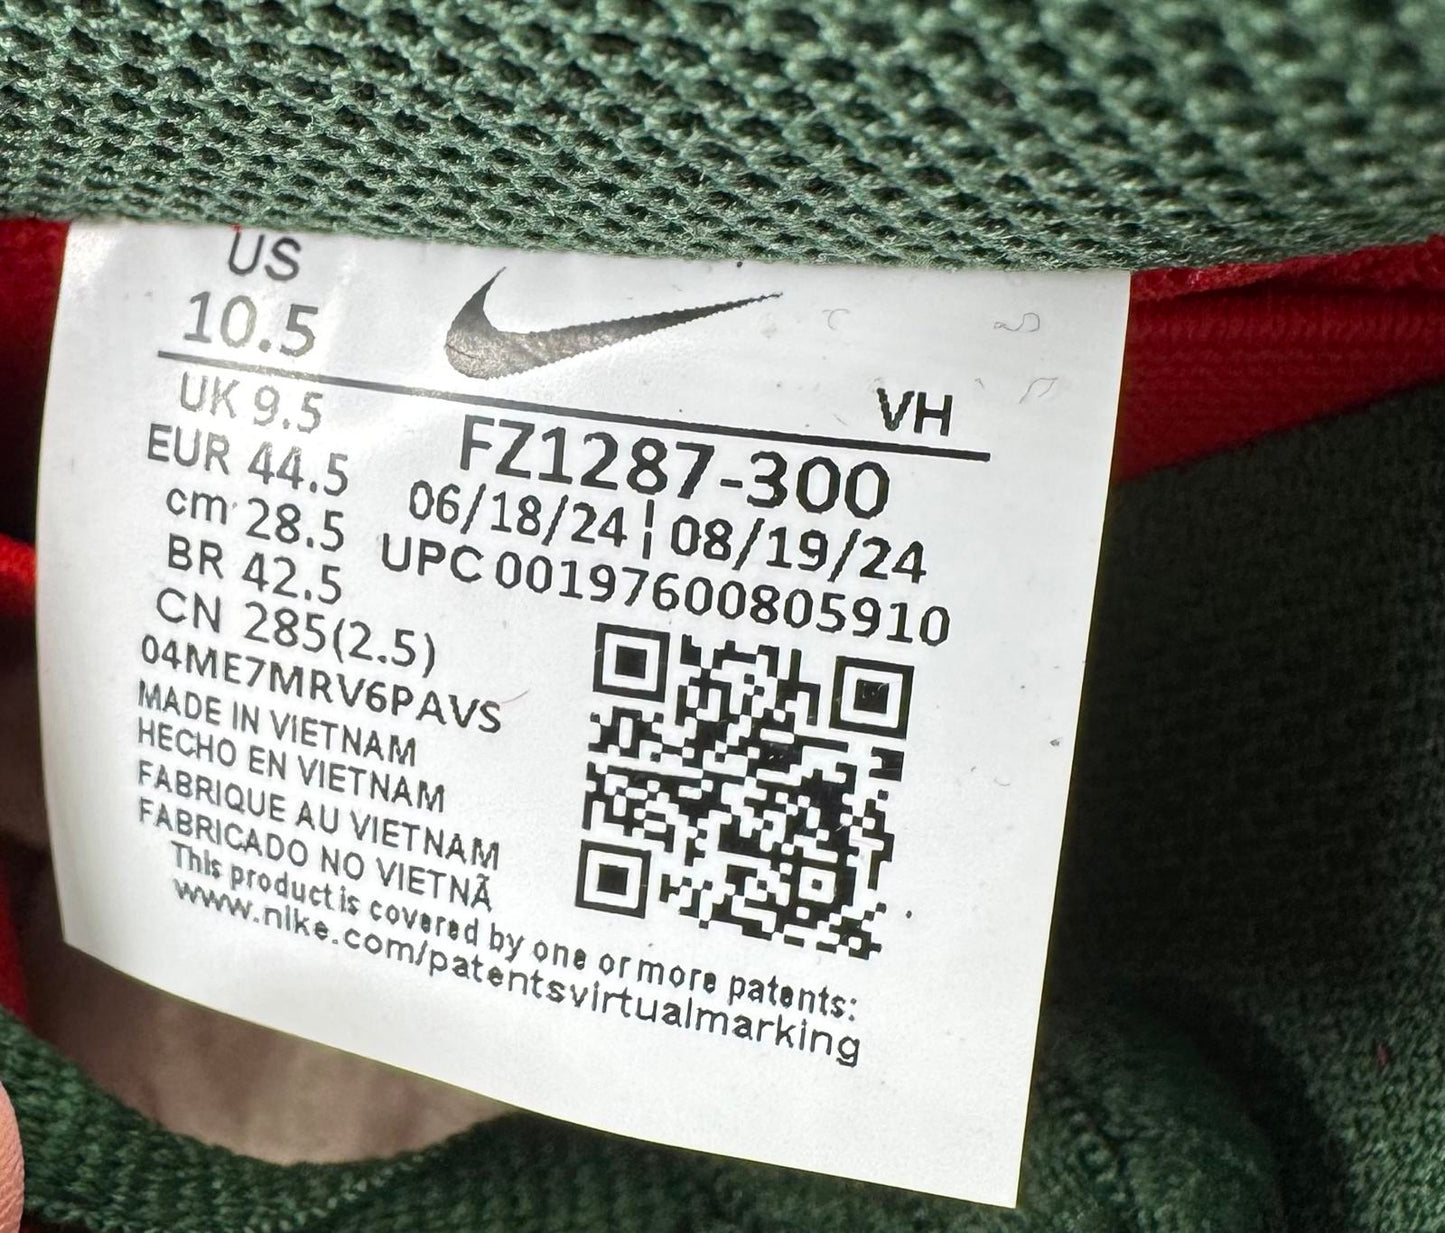 US
10.5
VH
UK 9.5
EUR 44.5
cm 28.5
BR 42.5
CN 285(2.5)
FZ1287-300
06/18/24¦08/19/24
UPC 00197600805910
04ME7MRV6PAVS
MADE IN VIETNAM
HECHO EN VIETNAM
FABRIQUE AU VIETNAM
FABRICADO NO VIETNÃ
This product is covered by one or more patents:
www.nike.com/patentsvirtualmarking